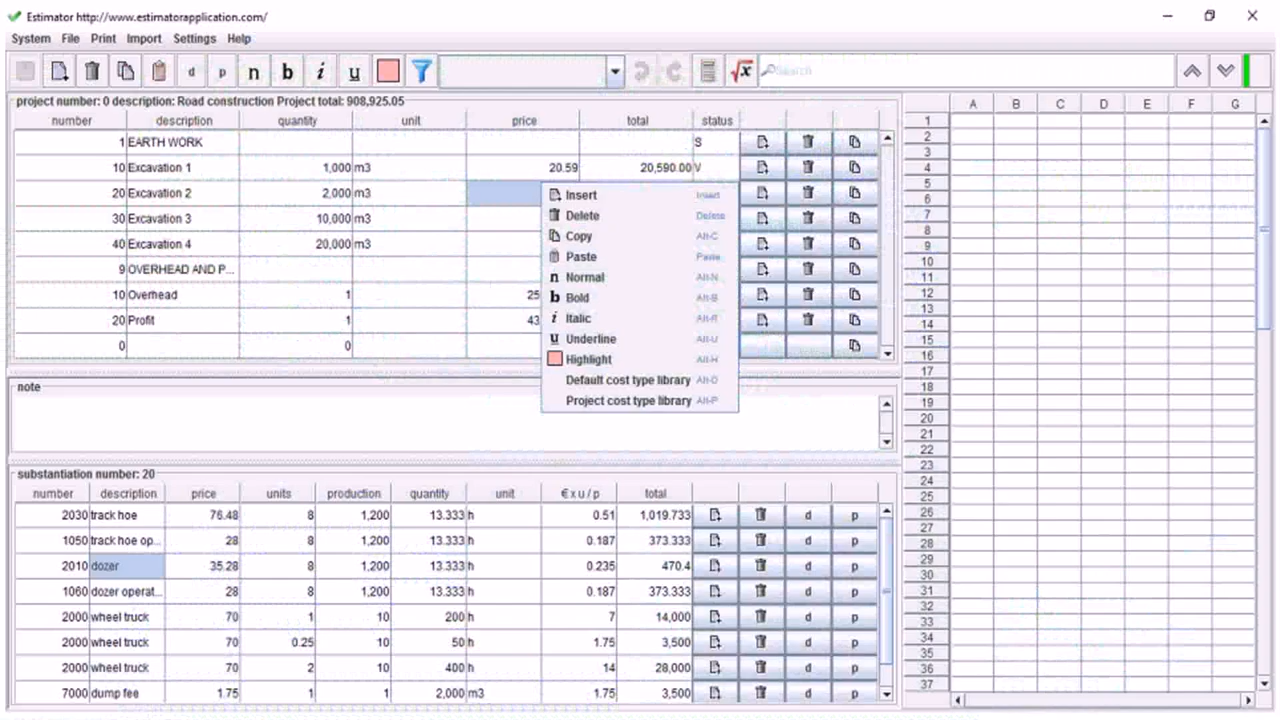 Estimator http://www.estimatorapplication.com/
System File Print Import Settings Help
d p n b i u √x Search
project number: 0 description: Road construction Project total: 908,925.05
number description quantity unit price total status
1 EARTH WORK S
10 Excavation 1 1,000 m3 20.59 20,590.00 V
20 Excavation 2 2,000 m3
30 Excavation 3 10,000 m3
40 Excavation 4 20,000 m3
9 OVERHEAD AND P...
10 Overhead 1 25
20 Profit 1 43
0 0
Insert Insert
Delete Delete
Copy Alt-C
Paste Paste
n Normal Alt-N
b Bold Alt-B
i Italic
u Underline Alt-U
Highlight Alt-H
Default cost type library Alt-D
Project cost type library Alt-P
note
substantiation number: 20
number description price units production quantity unit € x u / p total
2030 track hoe 76.48 8 1,200 13.333 h 0.51 1,019.733 d p
1050 track hoe op... 28 8 1,200 13.333 h 0.187 373.333 d p
2010 dozer 35.28 8 1,200 13.333 h 0.235 470.4 d p
1060 dozer operat... 28 8 1,200 13.333 h 0.187 373.333 d p
2000 wheel truck 70 1 10 200 h 7 14,000 d p
2000 wheel truck 70 0.25 10 50 h 1.75 3,500 d p
2000 wheel truck 70 2 10 400 h 14 28,000 d p
7000 dump fee 1.75 1 1 2,000 m3 1.75 3,500 d p
A B C D E F G
1
2
3
4
5
6
7
8
9
10
11
12
13
14
15
16
17
18
19
20
21
22
23
24
25
26
27
28
29
30
31
32
33
34
35
36
37